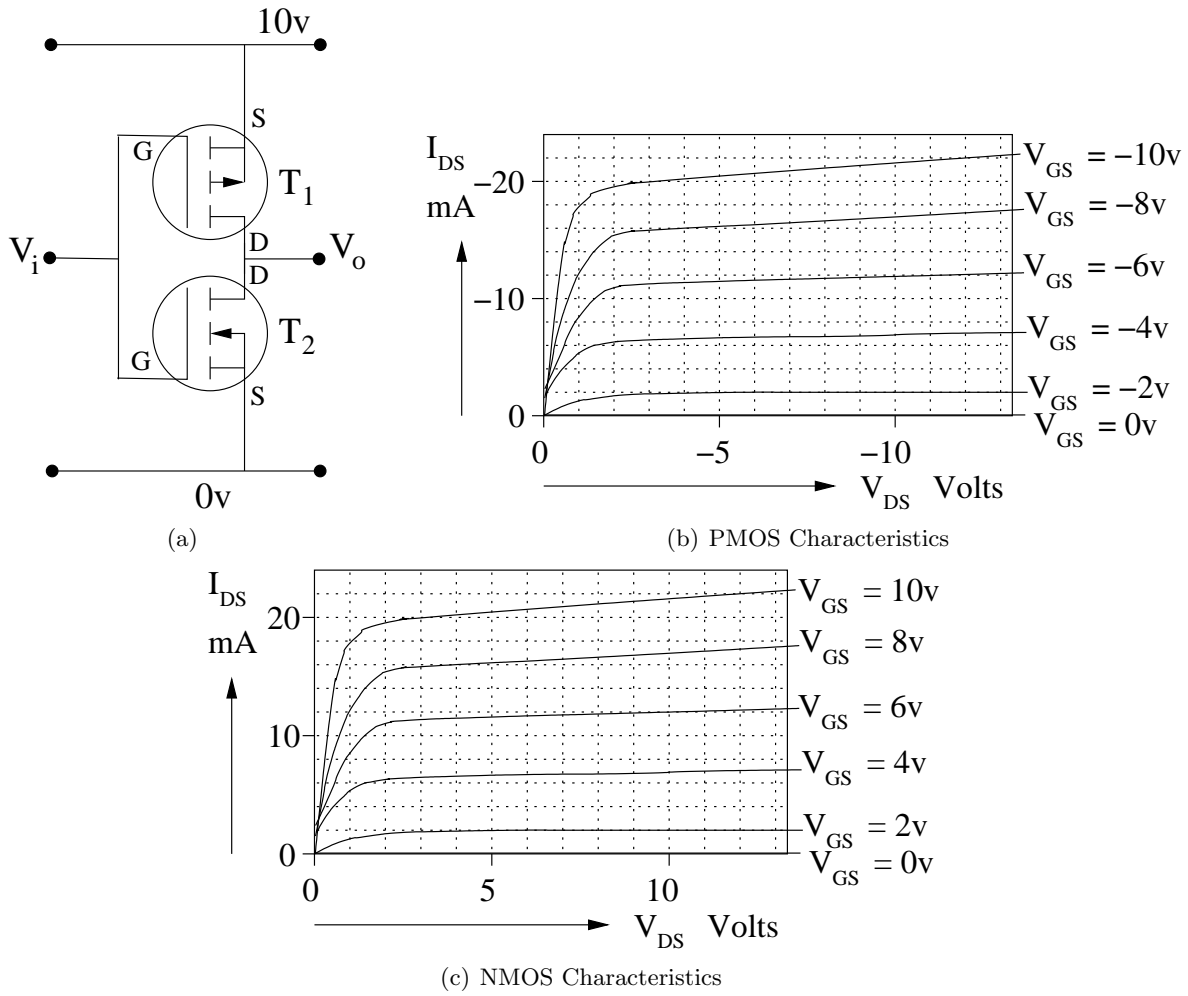 10v
S
G
T1
D
Vi
Vo
D
T2
G
S
0v
(a)
IDS
mA
−20
−10
0
0
−5
-10
VDS Volts
VGS = −10v
VGS = −8v
VGS = −6v
VGS = −4v
VGS = −2v
VGS = 0v
(b) PMOS Characteristics
IDS
mA
20
10
0
0
5
10
VDS Volts
VGS = 10v
VGS = 8v
VGS = 6v
VGS = 4v
VGS = 2v
VGS = 0v
(c) NMOS Characteristics